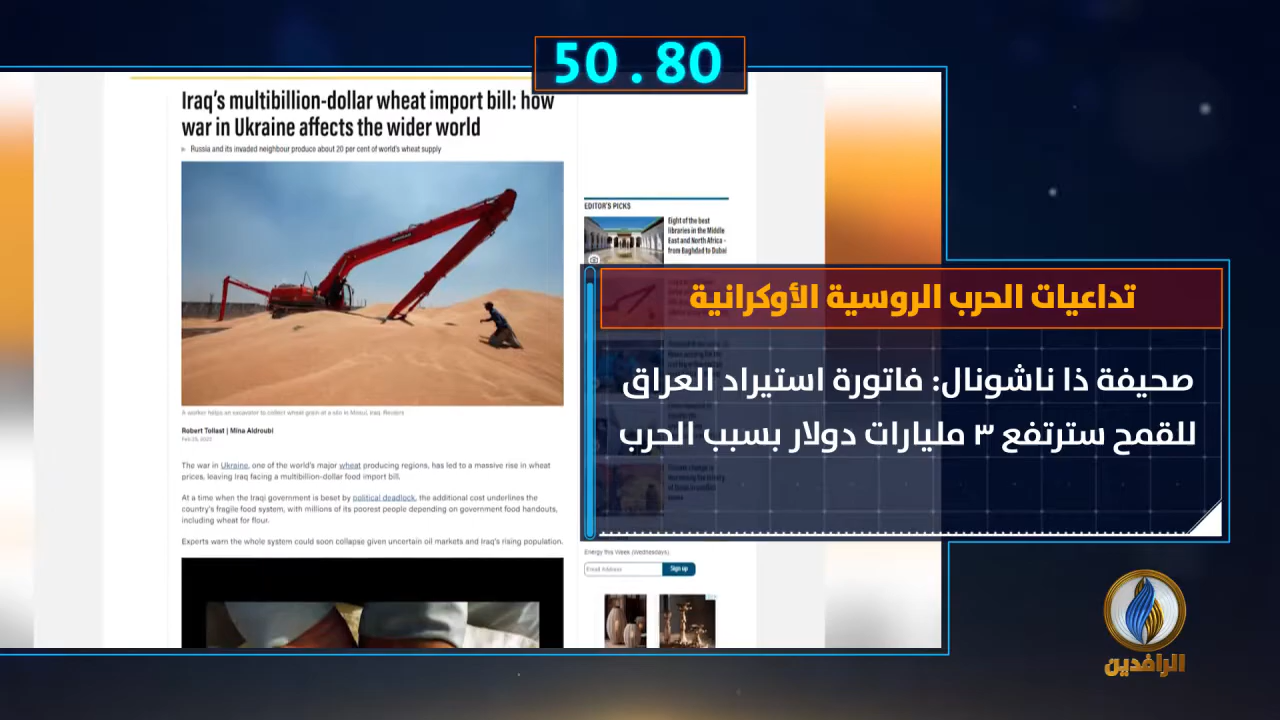 50.80
Iraq's multibillion-dollar wheat import bill: how
war in Ukraine affects the wider world
Russia and its invaded neighbour produce about 20 per cent of world's wheat supply
EDITOR'S PICKS
Eight of the best
libraries in the Middle
East and North Africa -
from Baghdad to Dubai
تداعيات الحرب الروسية الأوكرانية
صحيفة ذا ناشونال: فاتورة استيراد العراق
للقمح سترتفع ٣ مليارات دولار بسبب الحرب
A worker helps an excavator to collect wheat grain at a silo in Mosul, Iraq. Reuters
Robert Tollast | Mina Aldroubi
The war in Ukraine, one of the world's major wheat producing regions, has led to a massive rise in wheat
prices, leaving Iraq facing a multibillion-dollar food import bill.
At a time when the Iraqi government is beset by political deadlock, the additional cost underlines the
country's fragile food system, with millions of its poorest people depending on government food handouts,
including wheat for flour.
Experts warn the whole system could soon collapse given uncertain oil markets and Iraq's rising population.
Energy this Week (Wednesdays)
Email Address
Sign up
الرافدين